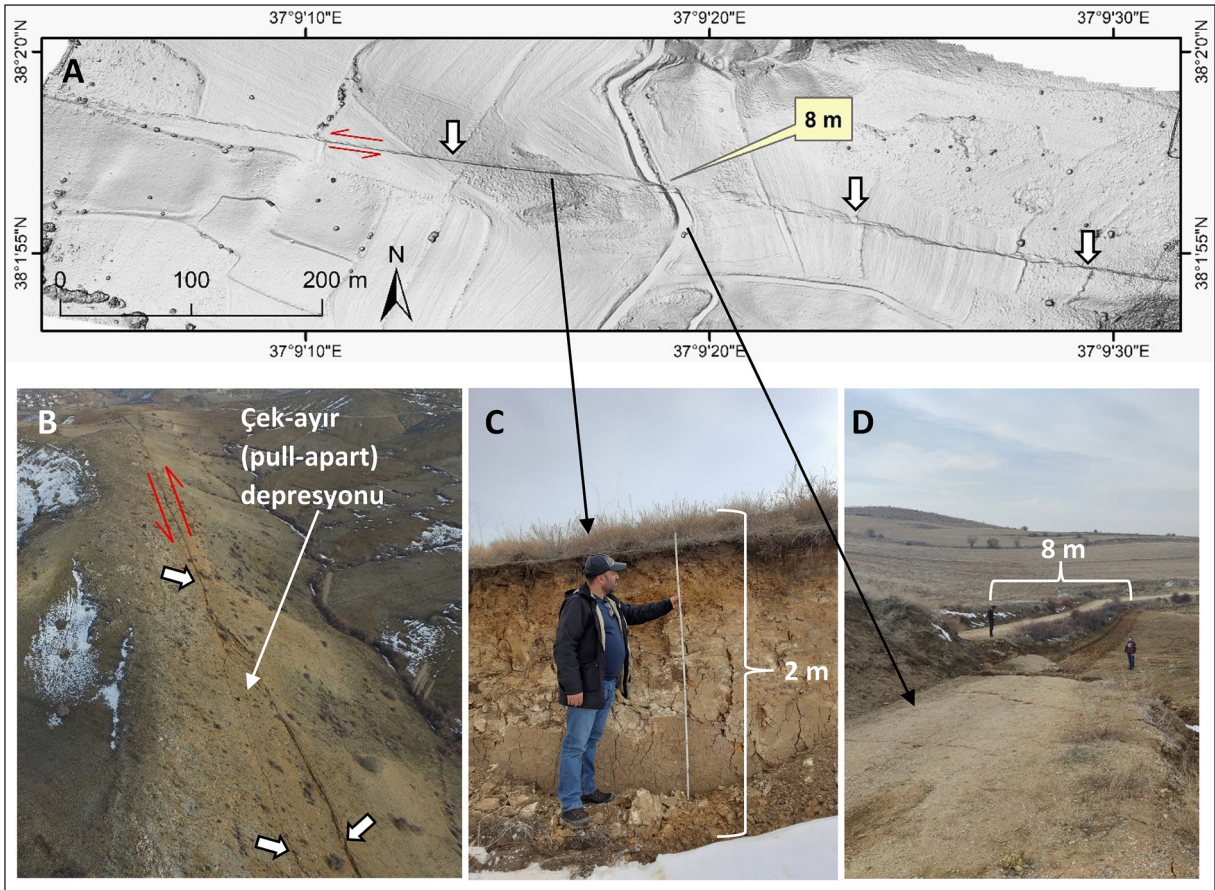 37°9'10"E
37°9'20"E
37°9'30"E
38°2'0"N
38°2'0"N
A
8 m
N
38°1'55"N
38°1'55"N
0
100
200 m
37°9'10"E
37°9'20"E
37°9'30"E
B
Çek-ayır
(pull-apart)
depresyonu
C
2 m
D
8 m